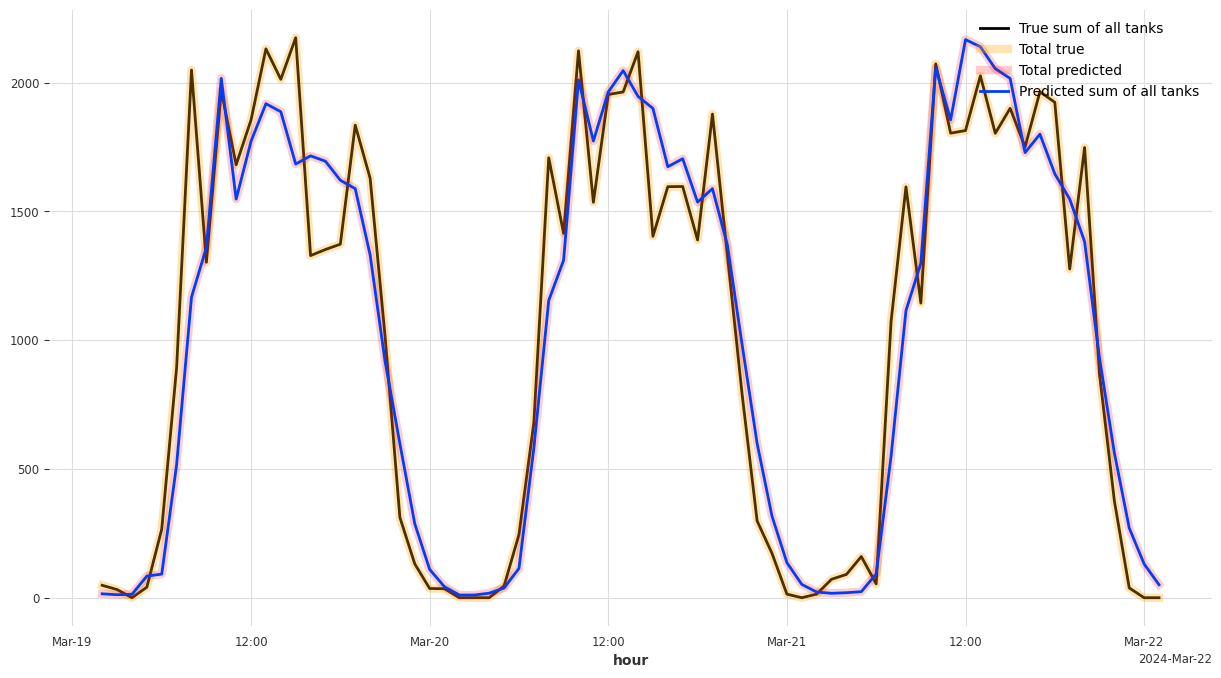 True sum of all tanks
Total true
Total predicted
Predicted sum of all tanks
2000
1500
1000
500
0
Mar-19 12:00 Mar-20 12:00 Mar-21 12:00 Mar-22
hour
2024-Mar-22